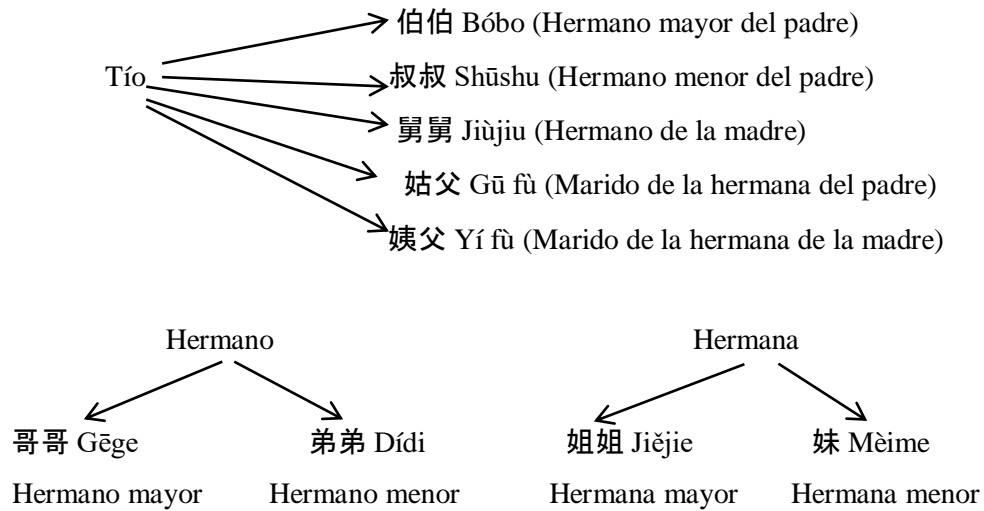 伯伯 Bóbo (Hermano mayor del padre)
Tío
叔叔 Shūshu (Hermano menor del padre)
舅舅 Jiùjiu (Hermano de la madre)
姑父 Gū fù (Marido de la hermana del padre)
姨父 Yí fù (Marido de la hermana de la madre)
Hermano Hermana
哥哥 Gēge 弟弟 Dídi 姐姐 Jiějie 妹 Mèime
Hermano mayor Hermano menor Hermana mayor Hermana menor